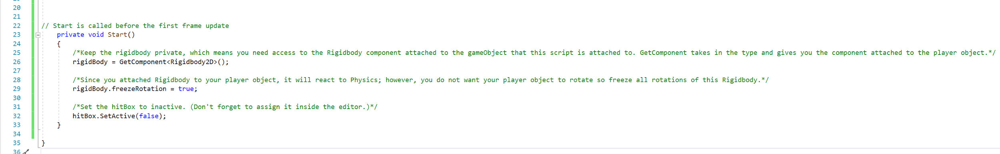 20
21
22 // Start is called before the first frame update
23 private void Start()
24 {
25 /*Keep the rigidbody private, which means you need access to the Rigidbody component attached to the gameObject that this script is attached to. GetComponent takes in the type and gives you the component attached to the player object.*/
26 rigidBody = GetComponent<Rigidbody2D>();
27
28 /*Since you attached Rigidbody to your player object, it will react to Physics; however, you do not want your player object to rotate so freeze all rotations of this Rigidbody.*/
29 rigidBody.freezeRotation = true;
30
31 /*Set the hitBox to inactive. (Don't forget to assign it inside the editor.)*/
32 hitBox.SetActive(false);
33 }
34
35 }
36